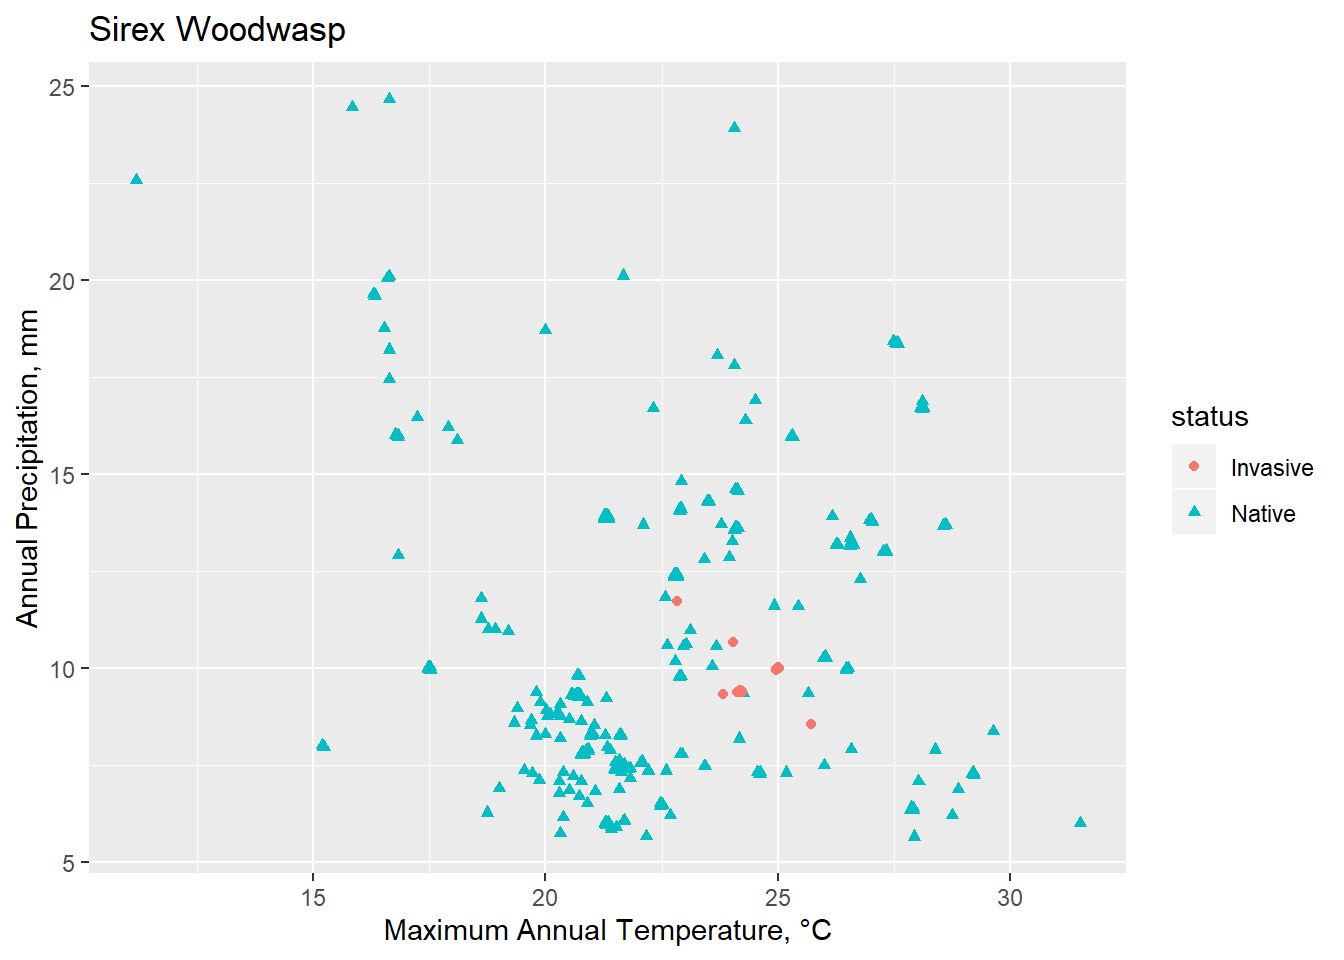 Sirex Woodwasp
25
20
15
10
5
Annual Precipitation, mm
15 20 25 30
Maximum Annual Temperature, °C
status
Invasive
Native